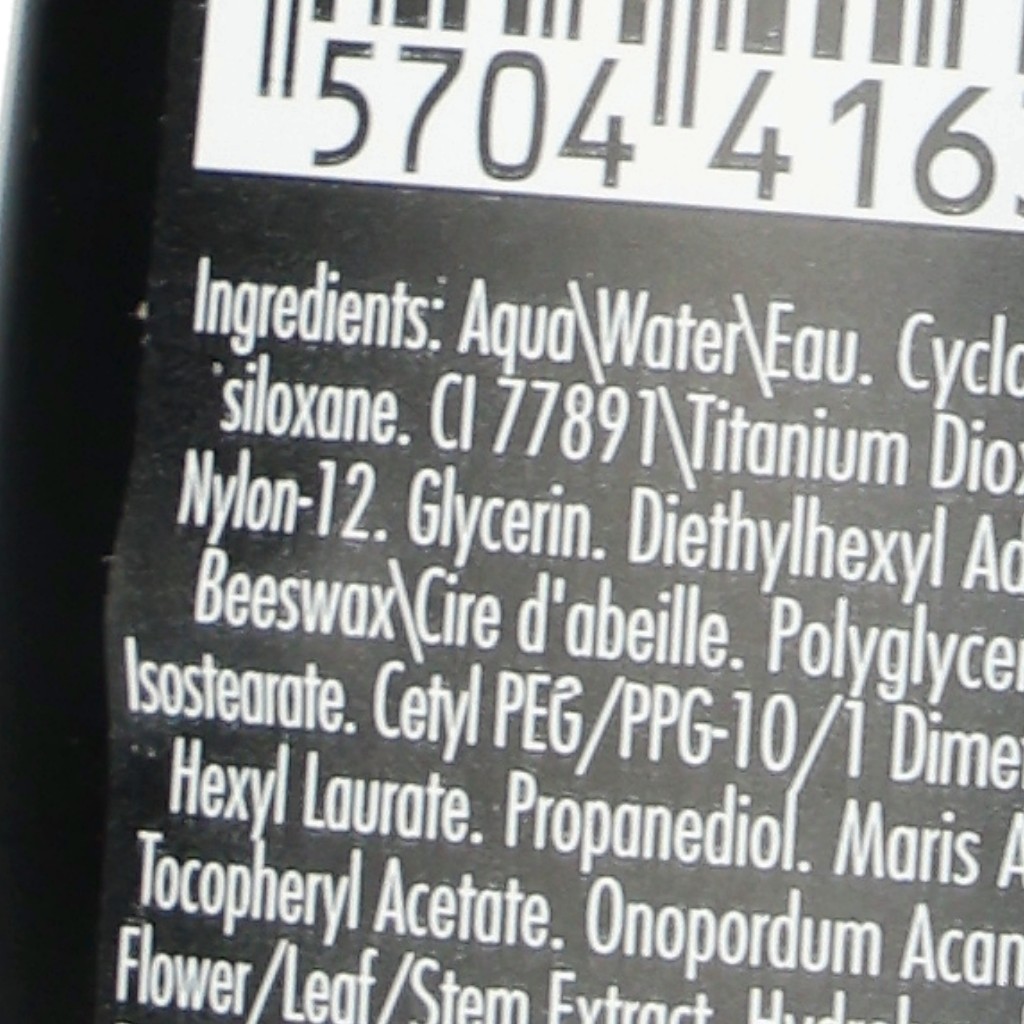 5704 416
Ingredients: Aqua\Water\Eau. Cyclo
siloxane. CI 77891\Titanium Diox
Nylon-12. Glycerin. Diethylhexyl Ad
Beeswax\Cire d'abeille. Polyglycer
Isostearate. Cetyl PEG/PPG-10/1 Dimet
Hexyl Laurate. Propanediol. Maris A
Tocopheryl Acetate. Onopordum Acan
Flower/Leaf/Stem Extract.